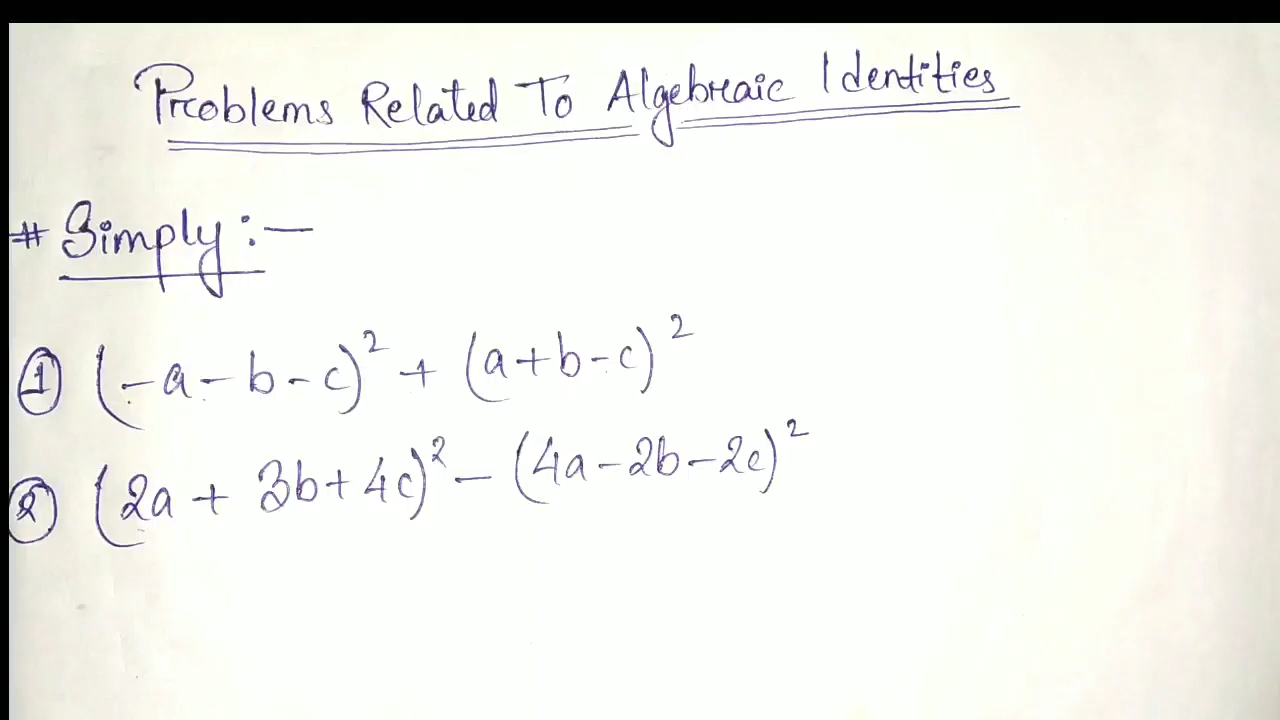 Problems Related To Algebraic Identities
# Simply :-
① (-a - b - c)² + (a + b - c)²
② (2a + 3b + 4c)² - (4a - 2b - 2c)²